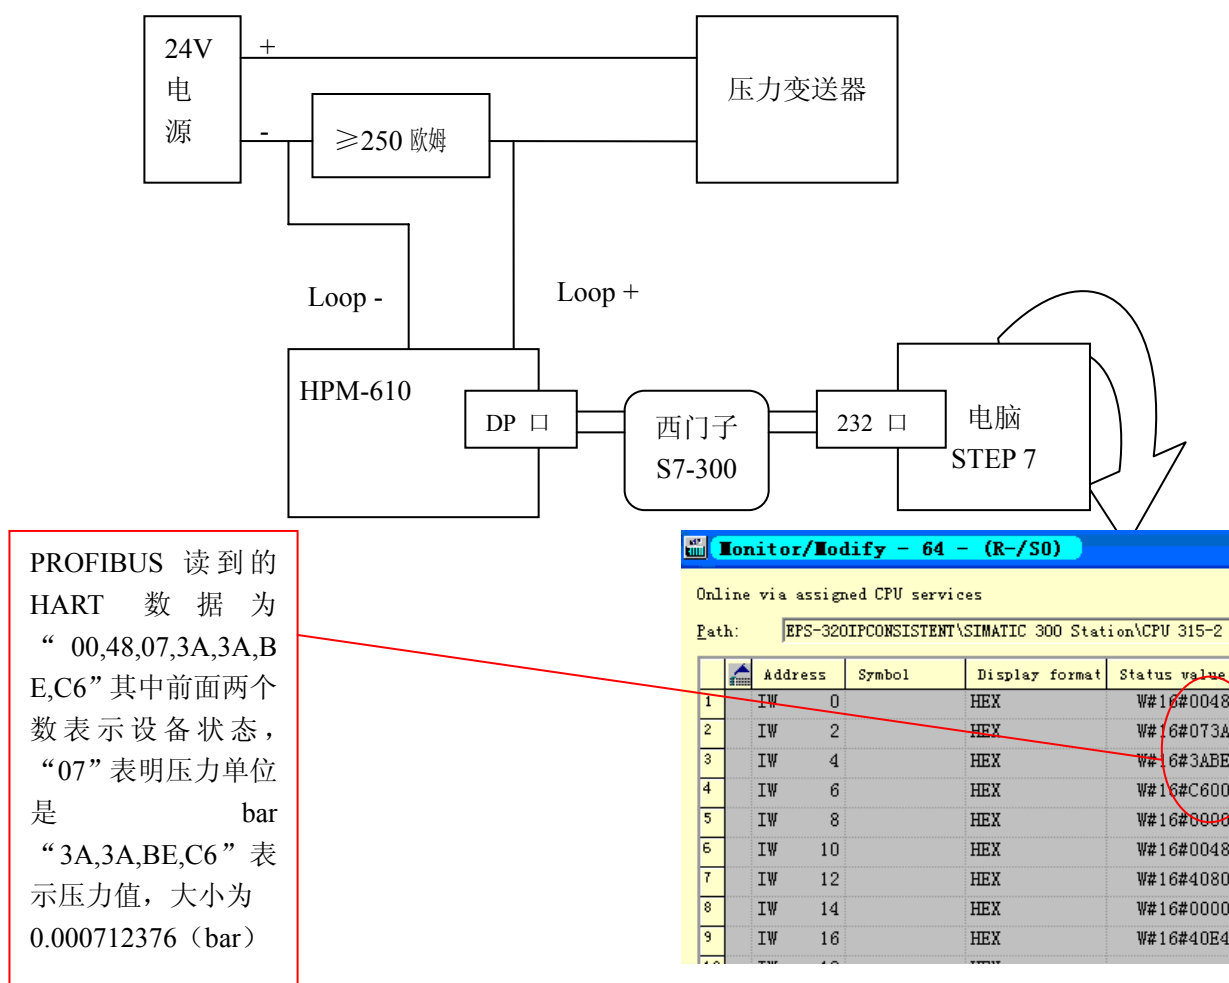 24V
电
源
+
-
≥250 欧姆
压力变送器
Loop -
Loop +
HPM-610
DP 口
西门子
S7-300
232 口
电脑
STEP 7
PROFIBUS 读到的
HART 数据为
“ 00,48,07,3A,3A,B
E,C6”其中前面两个
数表示设备状态，
“07”表明压力单位
是 bar
“3A,3A,BE,C6”表
示压力值，大小为
0.000712376（bar）
Monitor/Modify - 64 - (R-/S0)
Online via assigned CPU services
Path: EPS-320IPCONSISTENT\SIMATIC 300 Station\CPU 315-2
Address Symbol Display format Status value
1 IW 0 HEX W#16#0048
2 IW 2 HEX W#16#073A
3 IW 4 HEX W#16#3ABE
4 IW 6 HEX W#16#C600
5 IW 8 HEX W#16#0000
6 IW 10 HEX W#16#0048
7 IW 12 HEX W#16#4080
8 IW 14 HEX W#16#0000
9 IW 16 HEX W#16#40E4